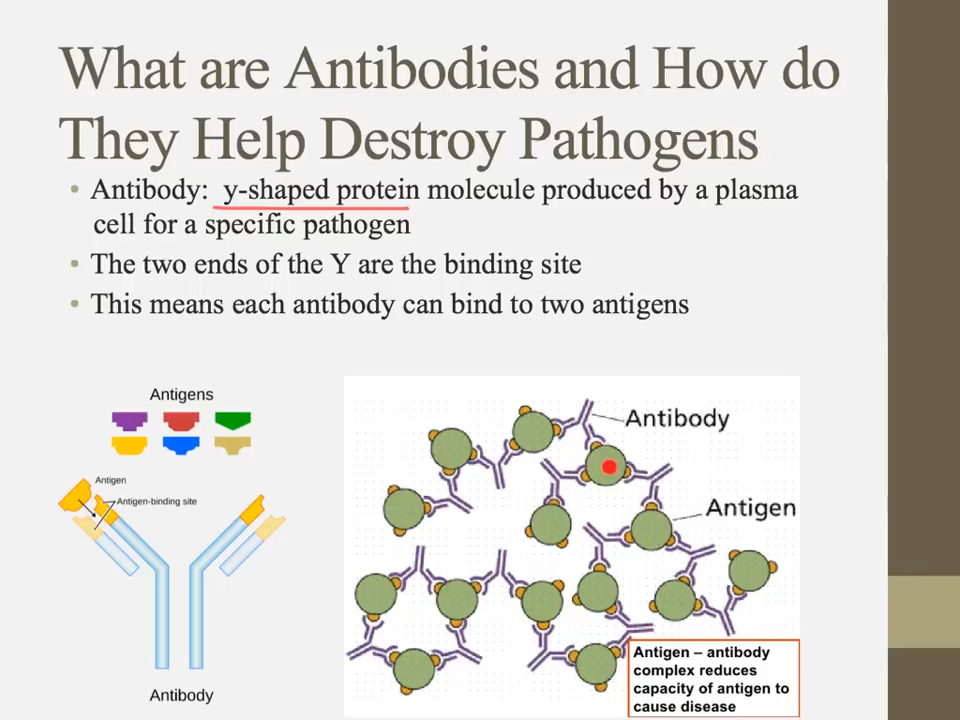 What are Antibodies and How do
They Help Destroy Pathogens
• Antibody: y-shaped protein molecule produced by a plasma
cell for a specific pathogen
• The two ends of the Y are the binding site
• This means each antibody can bind to two antigens
Antigens
Antigen
Antigen-binding site
Antibody
Antibody
Antigen
Antigen – antibody
complex reduces
capacity of antigen to
cause disease